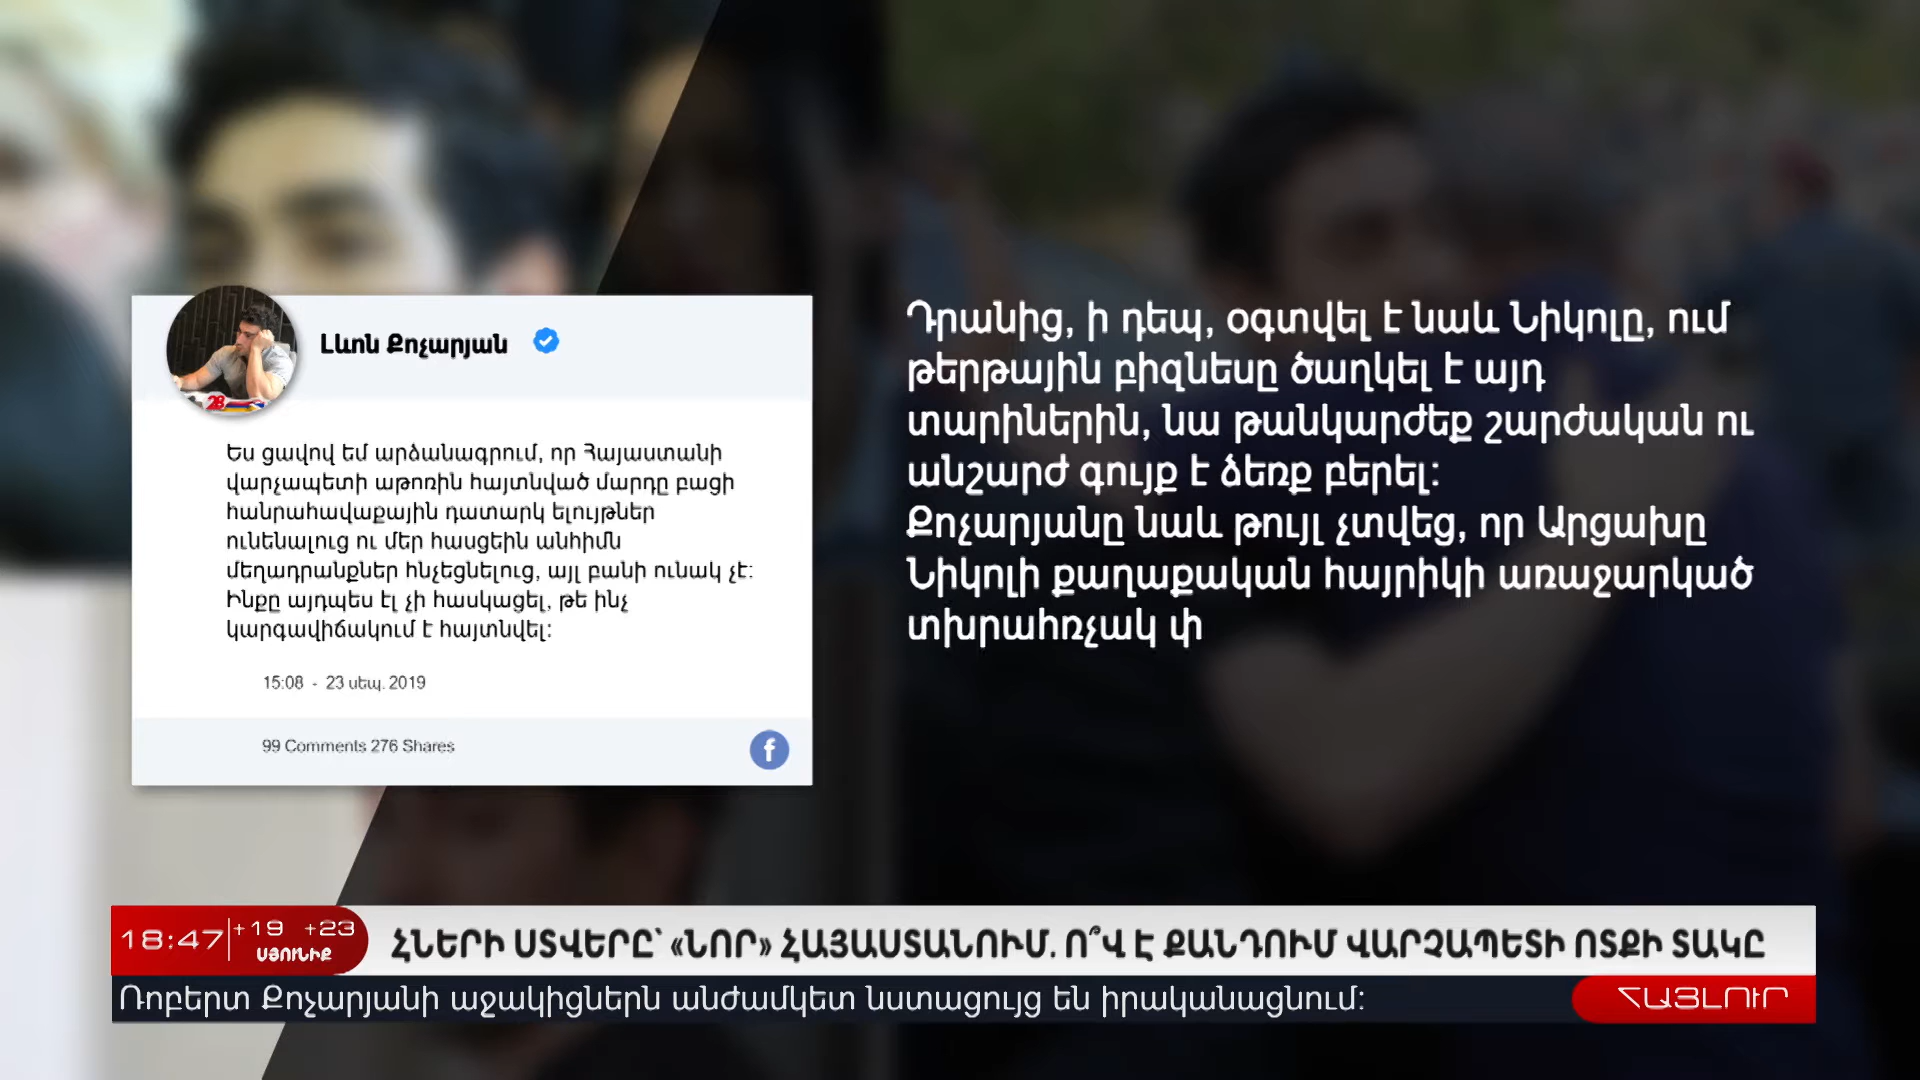 Լևոն Քոչարյան
Ես ցավով եմ արձանագրում, որ Հայաստանի
վարչապետի աթոռին հայտնված մարդը բացի
հանրահավաքային դատարկ ելույթներ
ունենալուց ու մեր հասցեին անհիմն
մեղադրանքներ հնչեցնելուց, այլ բանի ունակ չէ:
Ինքը այդպես էլ չի հասկացել, թե ինչ
կարգավիճակում է հայտնվել:
15:08 - 23 սեպ. 2019
99 Comments 276 Shares
f
Դրանից, ի դեպ, օգտվել է նաև Նիկոլը, ում
թերթային բիզնեսը ծաղկել է այդ
տարիներին, նա թանկարժեք շարժական ու
անշարժ գույք է ձեռք բերել:
Քոչարյանը նաև թույլ չտվեց, որ Արցախը
Նիկոլի քաղաքական հայրիկի առաջարկած
տխրահռչակ փ
18:47 +19 +23
ՍՅՈՒՆԻՔ
ՀՆԵՐԻ ՍՏՎԵՐԸ՝ «ՆՈՐ» ՀԱՅԱՍՏԱՆՈՒՄ. Ո՞Վ Է ՔԱՆԴՈՒՄ ՎԱՐՉԱՊԵՏԻ ՈՏՔԻ ՏԱԿԸ
Ռոբերտ Քոչարյանի աջակիցներն անժամկետ նստացույց են իրականացնում:
ՀԱՅԼՈՒՐ
28